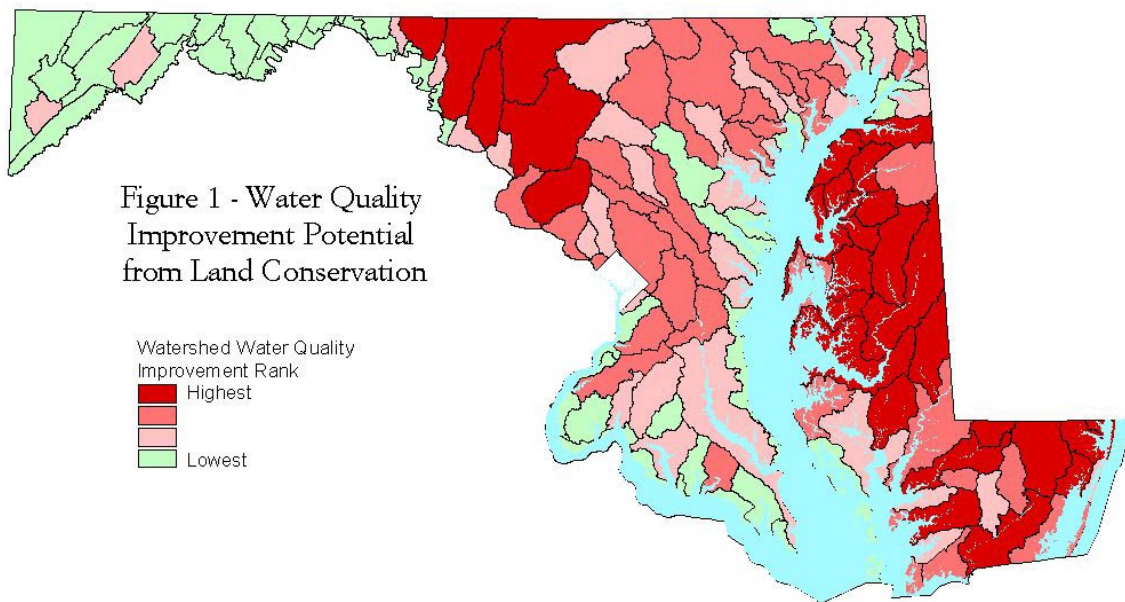 Figure 1 - Water Quality
Improvement Potential
from Land Conservation
Watershed Water Quality
Improvement Rank
Highest
Lowest